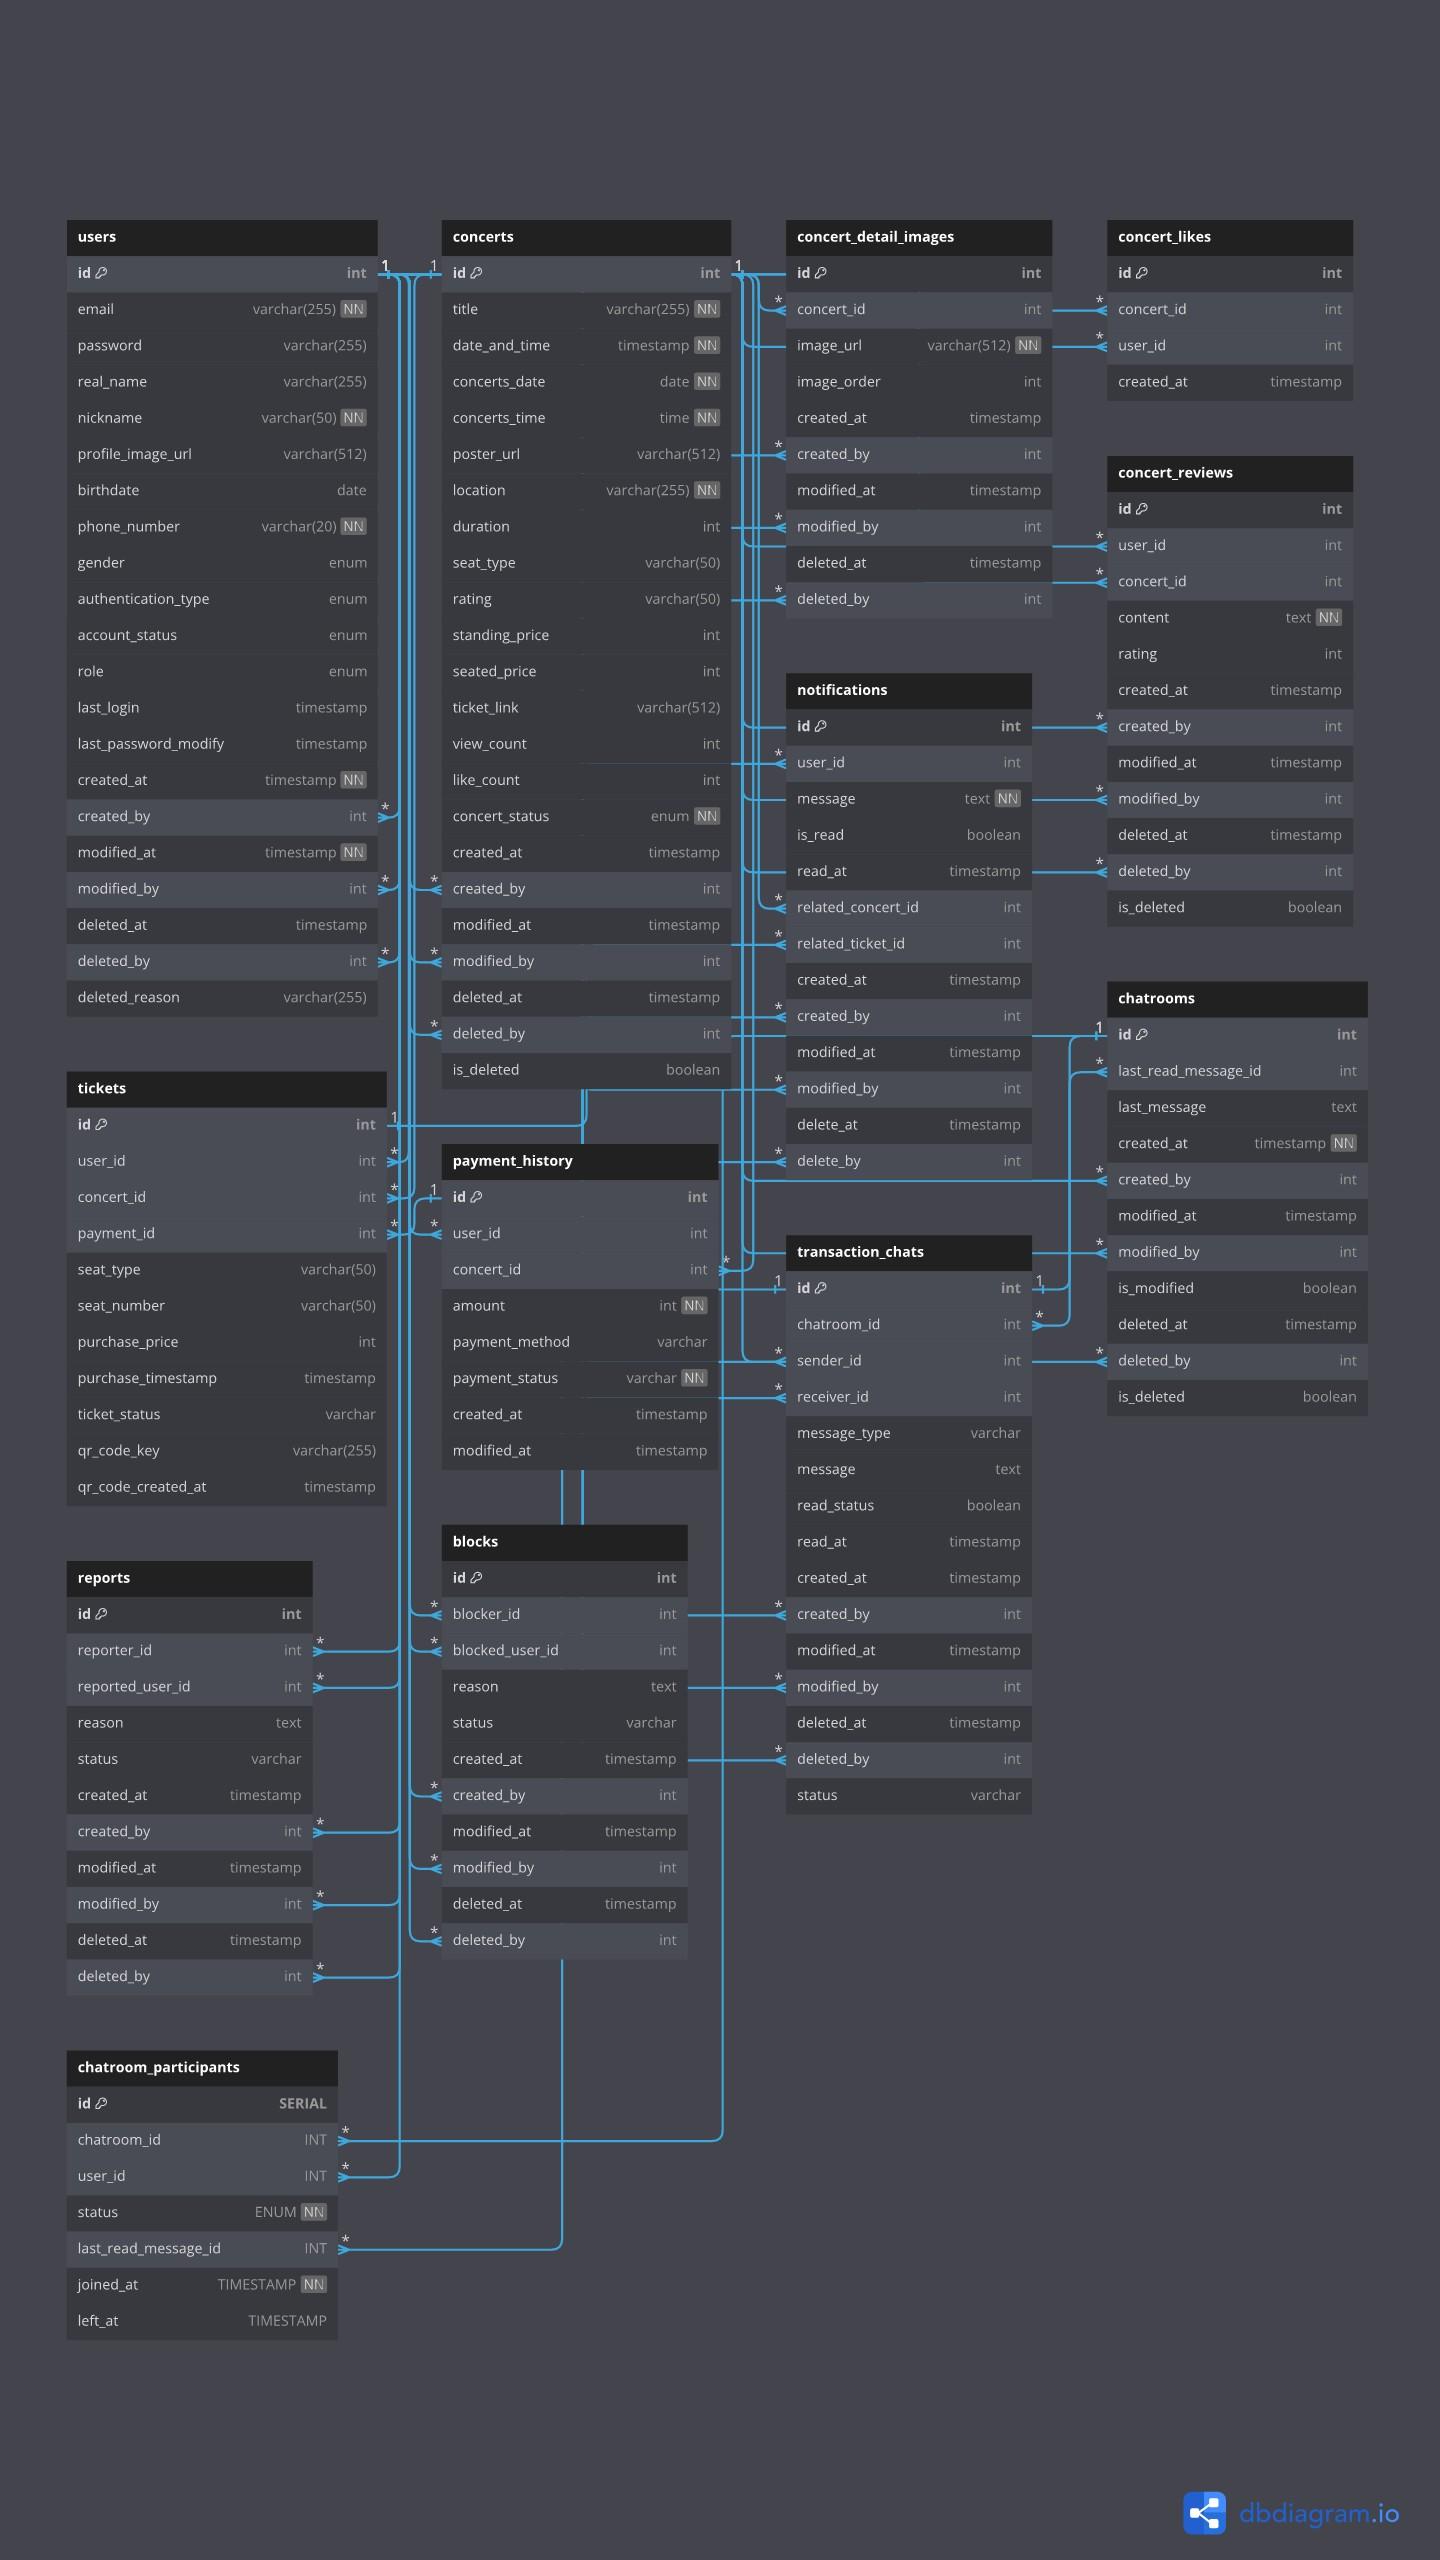 users
id int
email varchar(255) NN
password varchar(255)
real_name varchar(255)
nickname varchar(50) NN
profile_image_url varchar(512)
birthdate date
phone_number varchar(20) NN
gender enum
authentication_type enum
account_status enum
role enum
last_login timestamp
last_password_modify timestamp
created_at timestamp NN
created_by int
modified_at timestamp NN
modified_by int
deleted_at timestamp
deleted_by int
deleted_reason varchar(255)
tickets
id int
user_id int
concert_id int
payment_id int
seat_type varchar(50)
seat_number varchar(50)
purchase_price int
purchase_timestamp timestamp
ticket_status varchar
qr_code_key varchar(255)
qr_code_created_at timestamp
reports
id int
reporter_id int
reported_user_id int
reason text
status varchar
created_at timestamp
created_by int
modified_at timestamp
modified_by int
deleted_at timestamp
deleted_by int
chatroom_participants
id SERIAL
chatroom_id INT
user_id INT
status ENUM NN
last_read_message_id INT
joined_at TIMESTAMP NN
left_at TIMESTAMP
concerts
id int
title varchar(255) NN
date_and_time timestamp NN
concerts_date date NN
concerts_time time NN
poster_url varchar(512)
location varchar(255) NN
duration int
seat_type varchar(50)
rating varchar(50)
standing_price int
seated_price int
ticket_link varchar(512)
view_count int
like_count int
concert_status enum NN
created_at timestamp
created_by int
modified_at timestamp
modified_by int
deleted_at timestamp
deleted_by int
is_deleted boolean
payment_history
id int
user_id int
concert_id int
amount int NN
payment_method varchar
payment_status varchar NN
created_at timestamp
modified_at timestamp
blocks
id int
blocker_id int
blocked_user_id int
reason text
status varchar
created_at timestamp
created_by int
modified_at timestamp
modified_by int
deleted_at timestamp
deleted_by int
concert_detail_images
id int
concert_id int
image_url varchar(512) NN
image_order int
created_at timestamp
created_by int
modified_at timestamp
modified_by int
deleted_at timestamp
deleted_by int
notifications
id int
user_id int
message text NN
is_read boolean
read_at timestamp
related_concert_id int
related_ticket_id int
created_at timestamp
created_by int
modified_at timestamp
modified_by int
delete_at timestamp
delete_by int
transaction_chats
id int
chatroom_id int
sender_id int
receiver_id int
message_type varchar
message text
read_status boolean
read_at timestamp
created_at timestamp
created_by int
modified_at timestamp
modified_by int
deleted_at timestamp
deleted_by int
status varchar
concert_likes
id int
concert_id int
user_id int
created_at timestamp
concert_reviews
id int
user_id int
concert_id int
content text NN
rating int
created_at timestamp
created_by int
modified_at timestamp
modified_by int
deleted_at timestamp
deleted_by int
is_deleted boolean
chatrooms
id int
last_read_message_id int
last_message text
created_at timestamp NN
created_by int
modified_at timestamp
modified_by int
is_modified boolean
deleted_at timestamp
deleted_by int
is_deleted boolean
dbdiagram.io